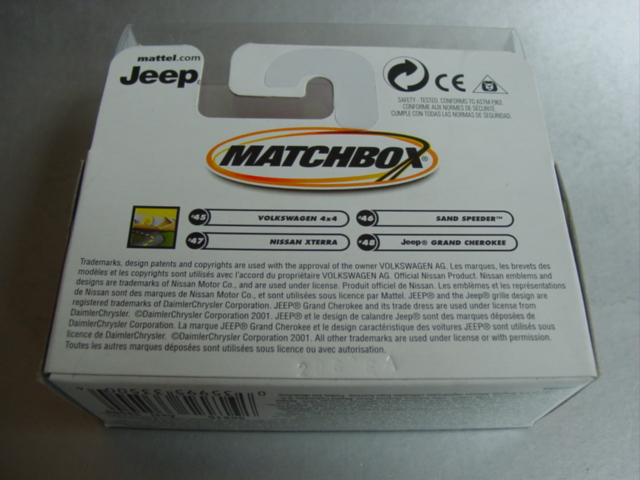 mattel.com
Jeep®
CE
SAFETY - TESTED. CONFORMS TO ASTM F963.
CONFORME AUX NORMES DE SÉCURITÉ.
CUMPLE CON TODAS LAS NORMAS DE SEGURIDAD.
MATCHBOX®
#45 VOLKSWAGEN 4x4
#46 SAND SPEEDER™
#47 NISSAN XTERRA
#48 Jeep® GRAND CHEROKEE
Trademarks, design patents and copyrights are used with the approval of the owner VOLKSWAGEN AG. Les marques, les brevets des
modèles et les copyrights sont utilisés avec l'accord du propriétaire VOLKSWAGEN AG. Official Nissan Product. Nissan emblems and
designs are trademarks of Nissan Motor Co., and are used under license. Produit officiel de Nissan. Les emblèmes et les représentations
de Nissan sont des marques de Nissan Motor Co., et sont utilisés sous licence par Mattel. JEEP® and the Jeep® grille design are
registered trademarks of DaimlerChrysler Corporation. JEEP® Grand Cherokee and its trade dress are used under license from
DaimlerChrysler. ©DaimlerChrysler Corporation 2001. JEEP® et le design de calandre Jeep® sont des marques déposées de
DaimlerChrysler Corporation. La marque JEEP® Grand Cherokee et le design caractéristique des voitures JEEP® sont utilisés sous
licence de DaimlerChrysler. ©DaimlerChrysler Corporation 2001. All other trademarks are used under license or with permission.
Toutes les autres marques déposées sont utilisées sous licence ou avec autorisation.